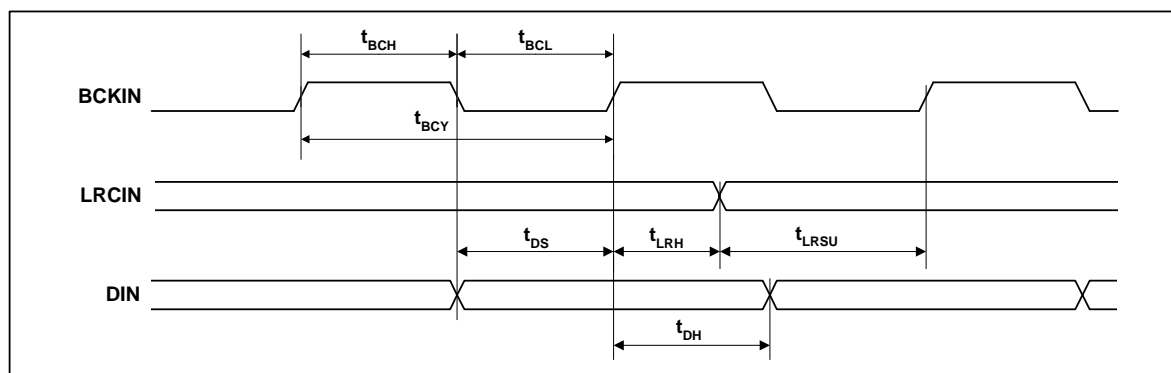 tBCH
tBCL
BCKIN
tBCY
LRCIN
tDS
tLRH
tLRSU
DIN
tDH